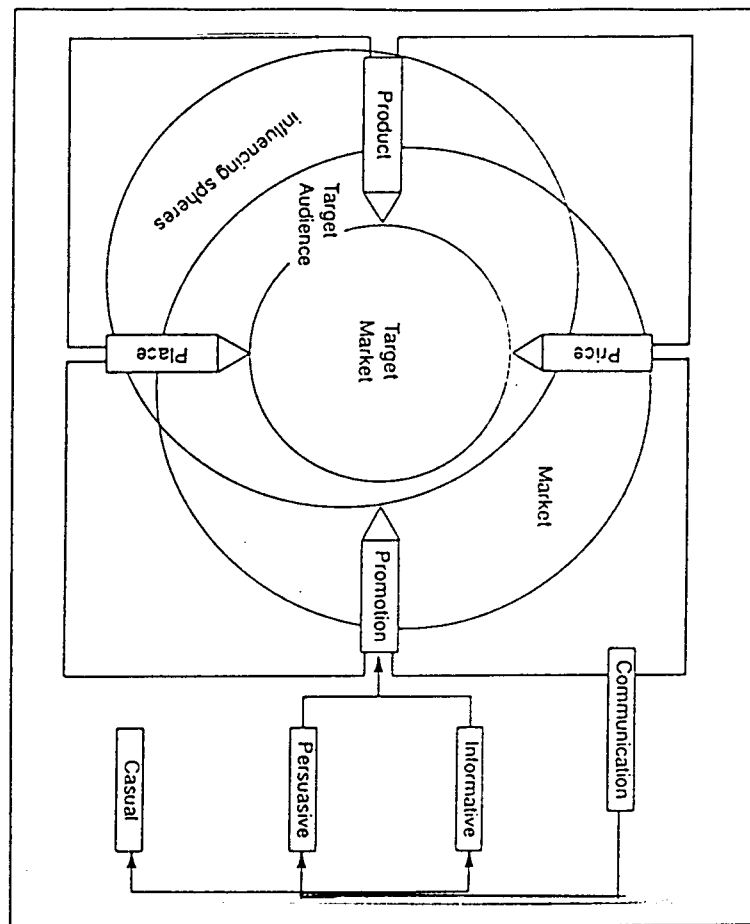 Communication
Informative
Persuasive
Casual
Promotion
Price
Market
Target
Market
Target
Audience
Place
Product
influencing spheres